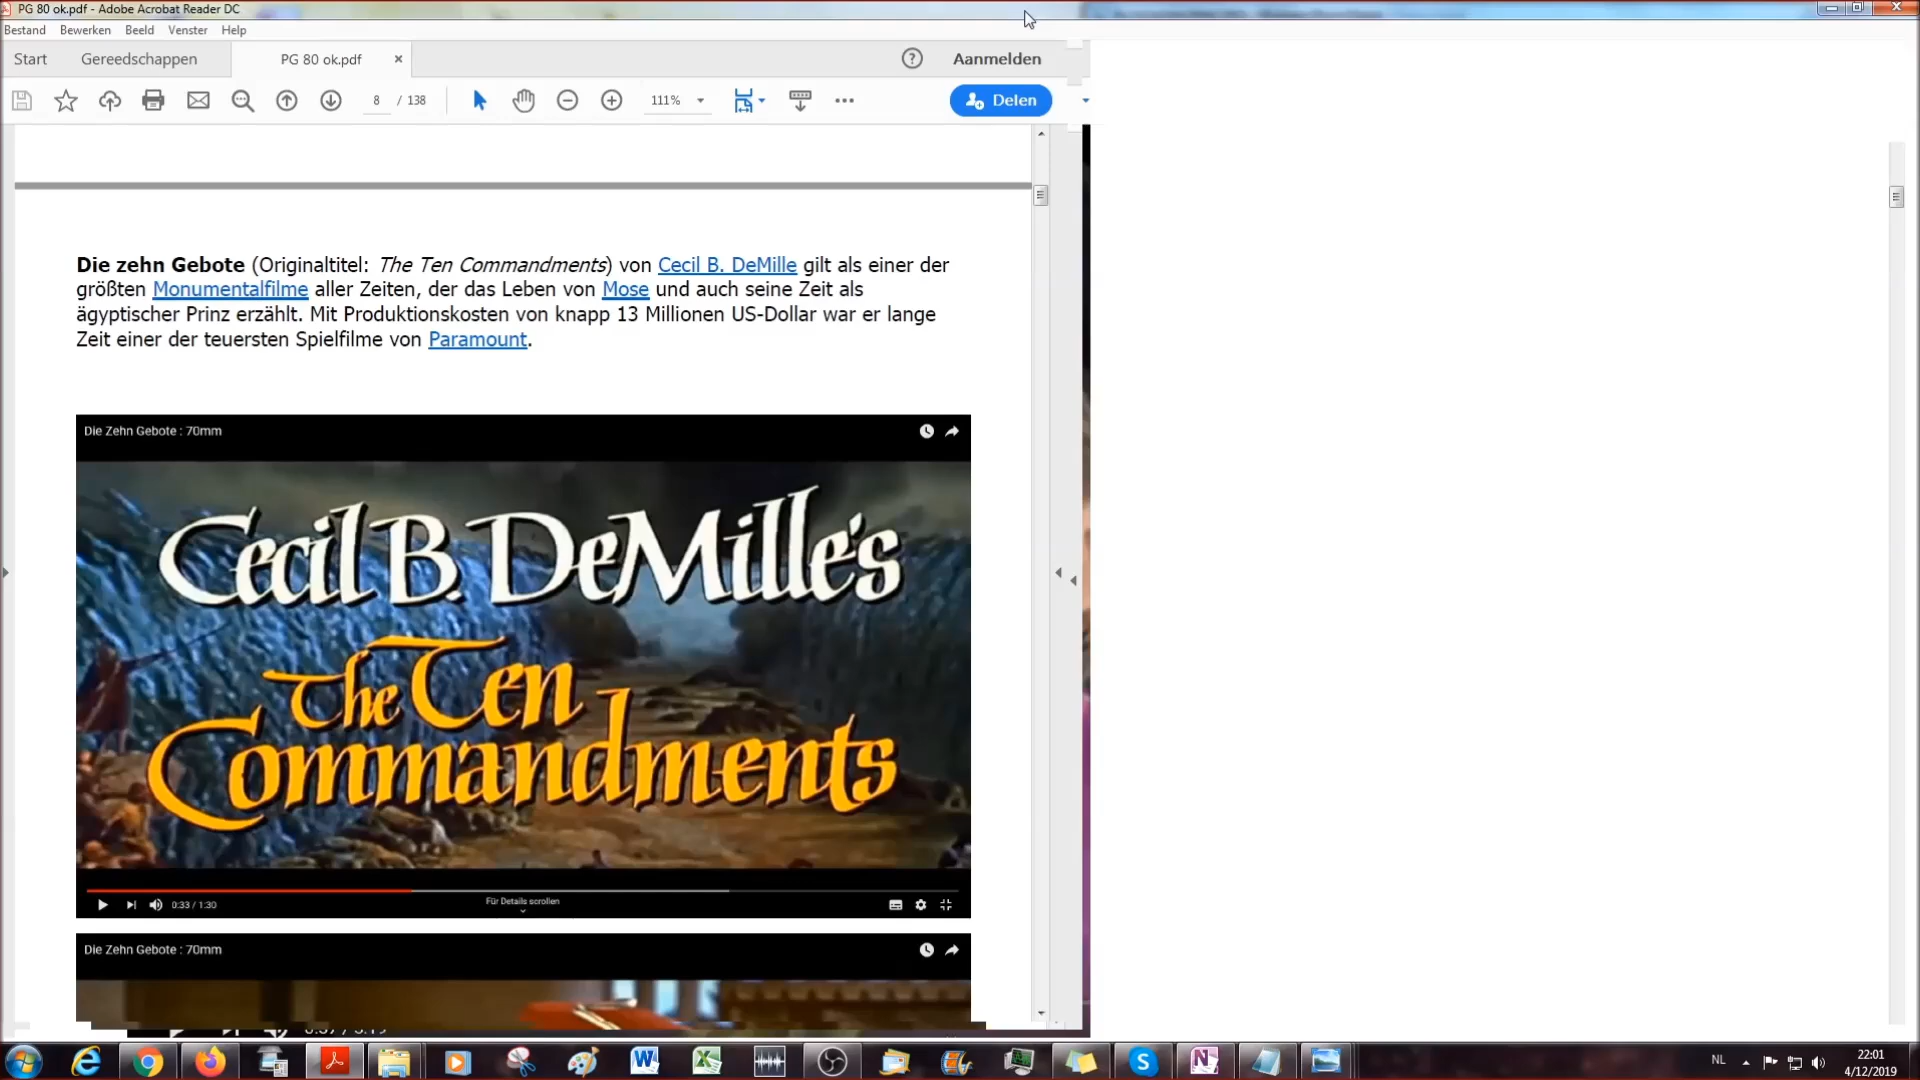 PG 80 ok.pdf - Adobe Acrobat Reader DC
Bestand Bewerken Beeld Venster Help
Start Gereedschappen PG 80 ok.pdf × Aanmelden
8 / 138 111% Delen
Die zehn Gebote (Originaltitel: The Ten Commandments) von Cecil B. DeMille gilt als einer der
größten Monumentalfilme aller Zeiten, der das Leben von Mose und auch seine Zeit als
ägyptischer Prinz erzählt. Mit Produktionskosten von knapp 13 Millionen US-Dollar war er lange
Zeit einer der teuersten Spielfilme von Paramount.
Die Zehn Gebote : 70mm
Cecil B. DeMille's
The Ten
Commandments
0:33 / 1:30 Für Details scrollen
Die Zehn Gebote : 70mm
NL 22:01
4/12/2019